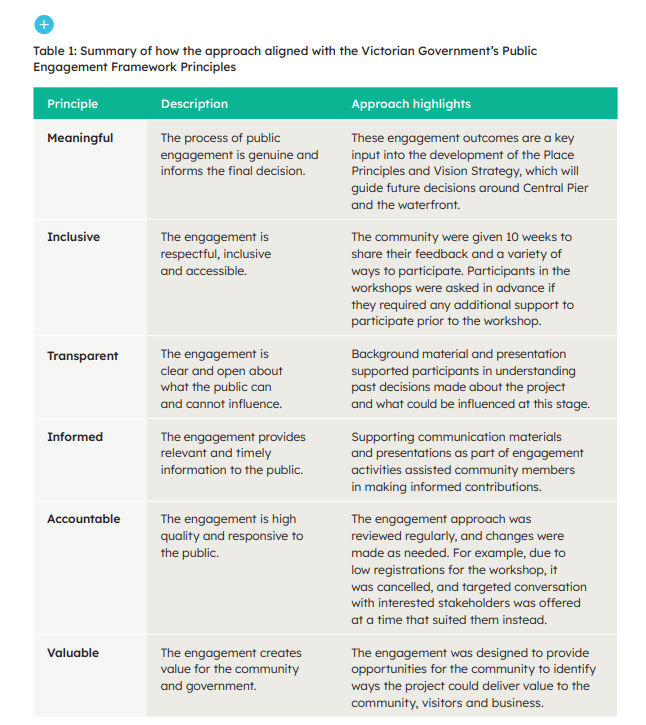 Table 1: Summary of how the approach aligned with the Victorian Government’s Public
Engagement Framework Principles
Principle
Description
Approach highlights
Meaningful
The process of public
engagement is genuine and
informs the final decision.
These engagement outcomes are a key
input into the development of the Place
Principles and Vision Strategy, which will
guide future decisions around Central Pier
and the waterfront.
Inclusive
The engagement is
respectful, inclusive
and accessible.
The community were given 10 weeks to
share their feedback and a variety of
ways to participate. Participants in the
workshops were asked in advance if
they required any additional support to
participate prior to the workshop.
Transparent
The engagement is
clear and open about
what the public can
and cannot influence.
Background material and presentation
supported participants in understanding
past decisions made about the project
and what could be influenced at this stage.
Informed
The engagement provides
relevant and timely
information to the public.
Supporting communication materials
and presentations as part of engagement
activities assisted community members
in making informed contributions.
Accountable
The engagement is high
quality and responsive to
the public.
The engagement approach was
reviewed regularly, and changes were
made as needed. For example, due to
low registrations for the workshop, it
was cancelled, and targeted conversation
with interested stakeholders was offered
at a time that suited them instead.
Valuable
The engagement creates
value for the community
and government.
The engagement was designed to provide
opportunities for the community to identify
ways the project could deliver value to the
community, visitors and business.